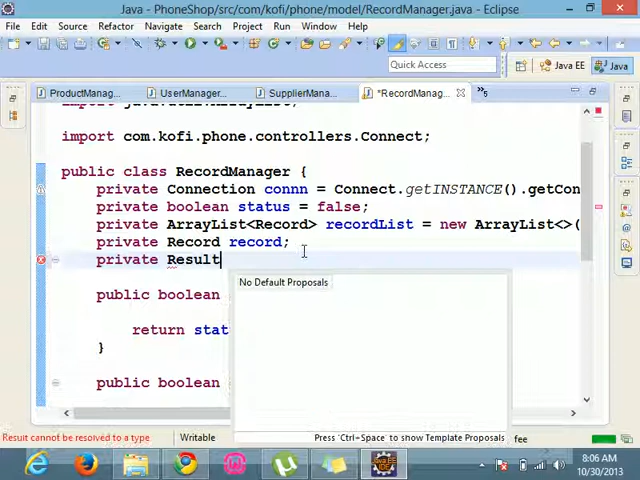 Java - PhoneShop/src/com/kofi/phone/model/RecordManager.java - Eclipse
File Edit Source Refactor Navigate Search Project Run Window Help
Quick Access
Java EE
Java
ProductManag...
UserManager...
SupplierMana...
*RecordManag...
»5
import com.kofi.phone.controllers.Connect;
public class RecordManager {
private Connection connn = Connect.getINSTANCE().getCon
private boolean status = false;
private ArrayList<Record> recordList = new ArrayList<>(
private Record record;
private Result
No Default Proposals
public boolean
return stat
}
public boolean
Press 'Ctrl+Space' to show Template Proposals
Result cannot be resolved to a type
Writable
fee
8:06 AM
10/30/2013